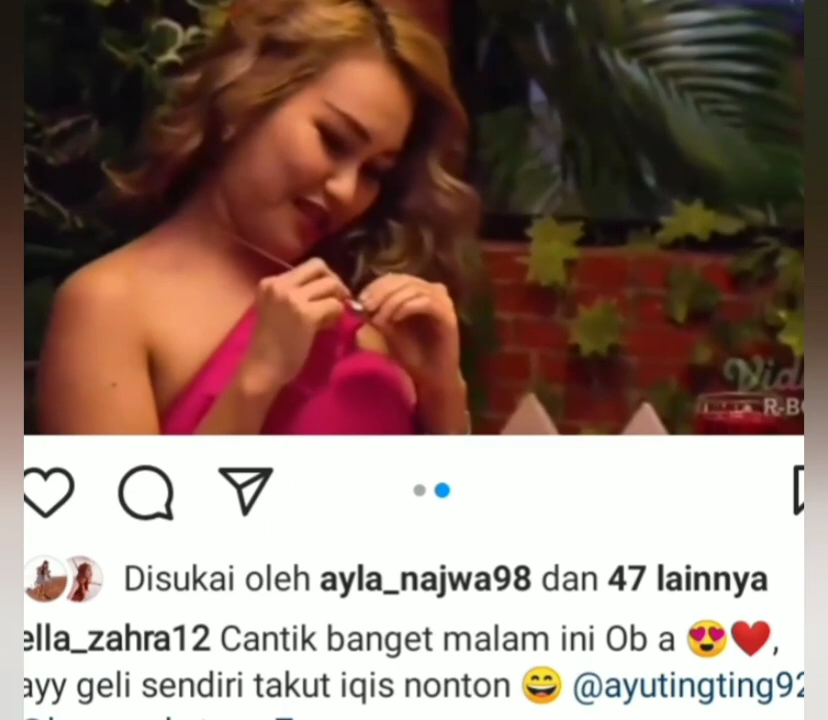 Vid
R-B
Disukai oleh ayla_najwa98 dan 47 lainnya
ella_zahra12 Cantik banget malam ini Ob a 😍❤️,
ayy geli sendiri takut iqis nonton 😄 @ayutingting92